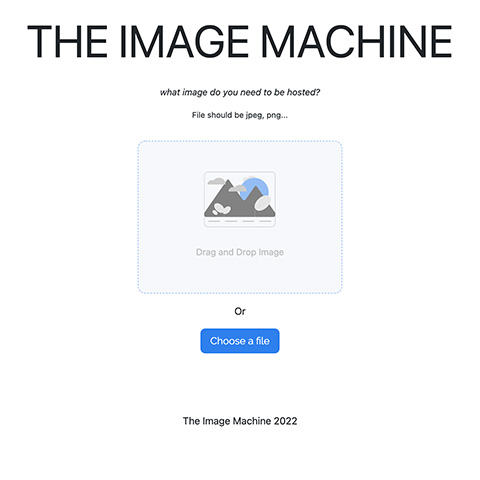 THE IMAGE MACHINE
what image do you need to be hosted?
File should be jpeg, png...
Drag and Drop Image
Or
Choose a file
The Image Machine 2022